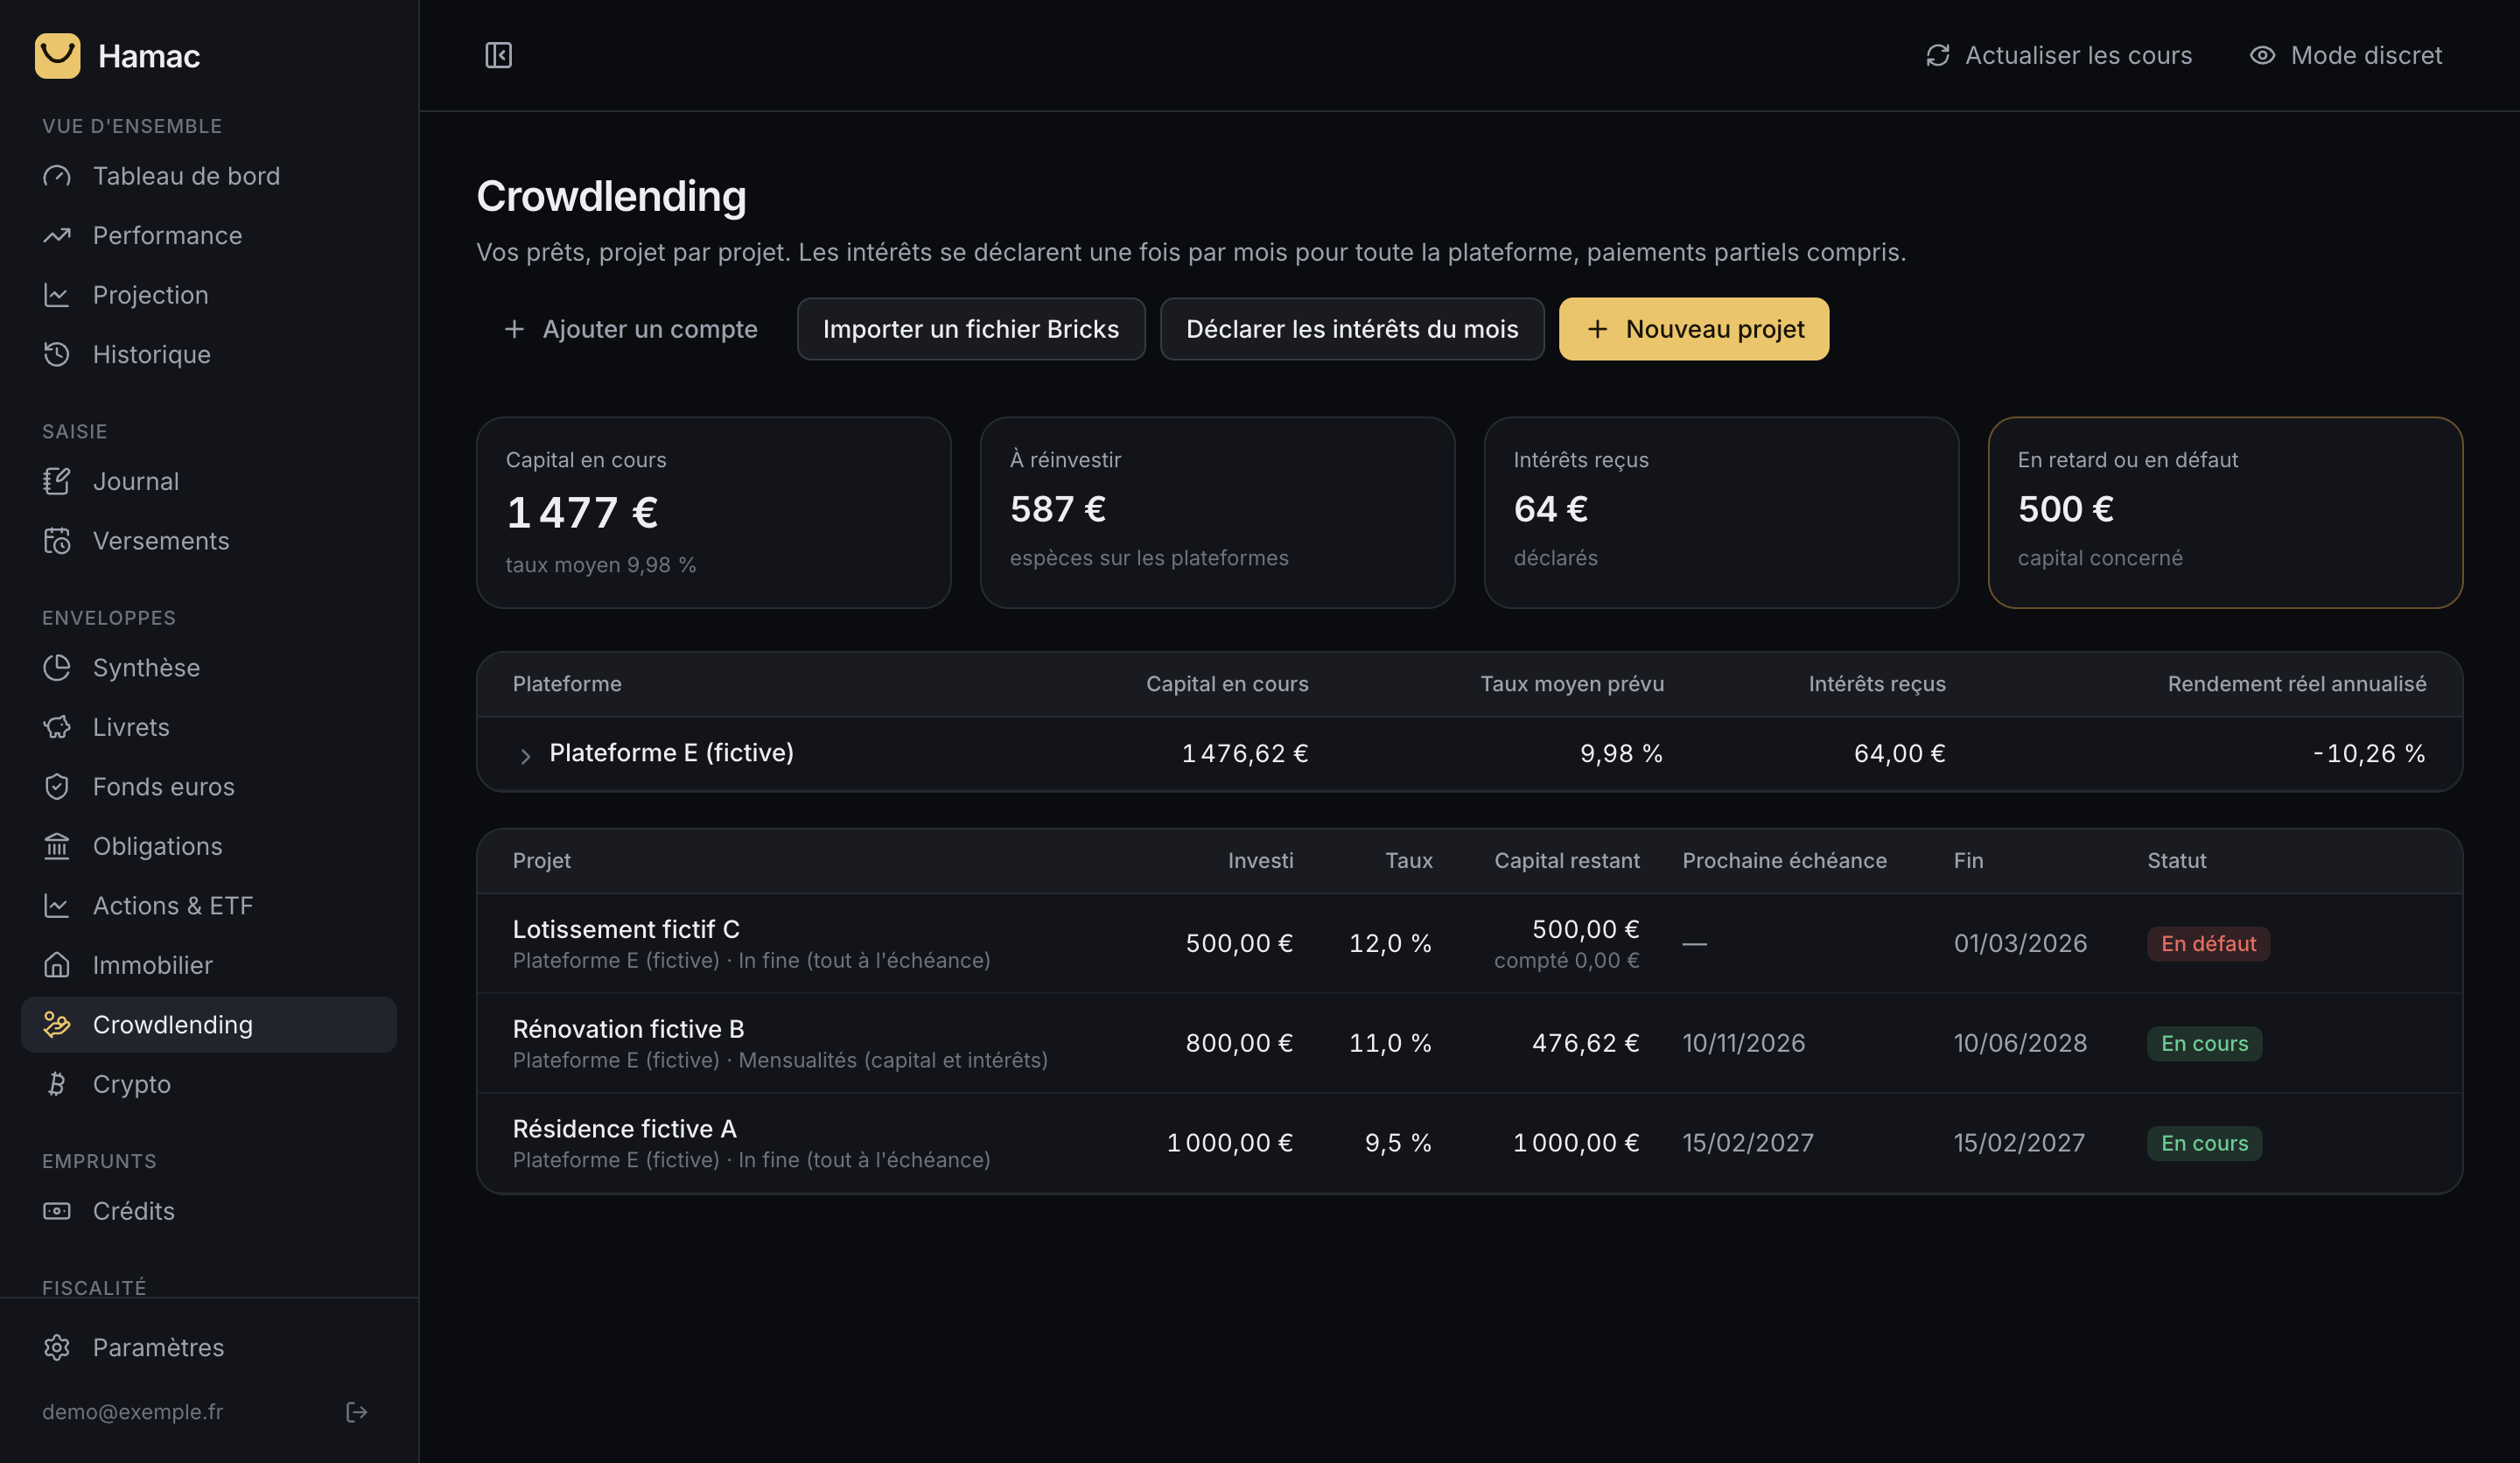 Hamac
VUE D'ENSEMBLE
Tableau de bord
Performance
Projection
Historique
SAISIE
Journal
Versements
ENVELOPPES
Synthèse
Livrets
Fonds euros
Obligations
Actions & ETF
Immobilier
Crowdlending
Crypto
EMPRUNTS
Crédits
FISCALITÉ
Paramètres
demo@exemple.fr
Actualiser les cours Mode discret
Crowdlending
Vos prêts, projet par projet. Les intérêts se déclarent une fois par mois pour toute la plateforme, paiements partiels compris.
Ajouter un compte Importer un fichier Bricks Déclarer les intérêts du mois Nouveau projet
Capital en cours
1 477 €
taux moyen 9,98 %
À réinvestir
587 €
espèces sur les plateformes
Intérêts reçus
64 €
déclarés
En retard ou en défaut
500 €
capital concerné
Plateforme Capital en cours Taux moyen prévu Intérêts reçus Rendement réel annualisé
Plateforme E (fictive) 1 476,62 € 9,98 % 64,00 € -10,26 %
Projet Investi Taux Capital restant Prochaine échéance Fin Statut
Lotissement fictif C 500,00 € 12,0 % 500,00 € — 01/03/2026 En défaut
Plateforme E (fictive) · In fine (tout à l'échéance) compté 0,00 €
Rénovation fictive B 800,00 € 11,0 % 476,62 € 10/11/2026 10/06/2028 En cours
Plateforme E (fictive) · Mensualités (capital et intérêts)
Résidence fictive A 1 000,00 € 9,5 % 1 000,00 € 15/02/2027 15/02/2027 En cours
Plateforme E (fictive) · In fine (tout à l'échéance)